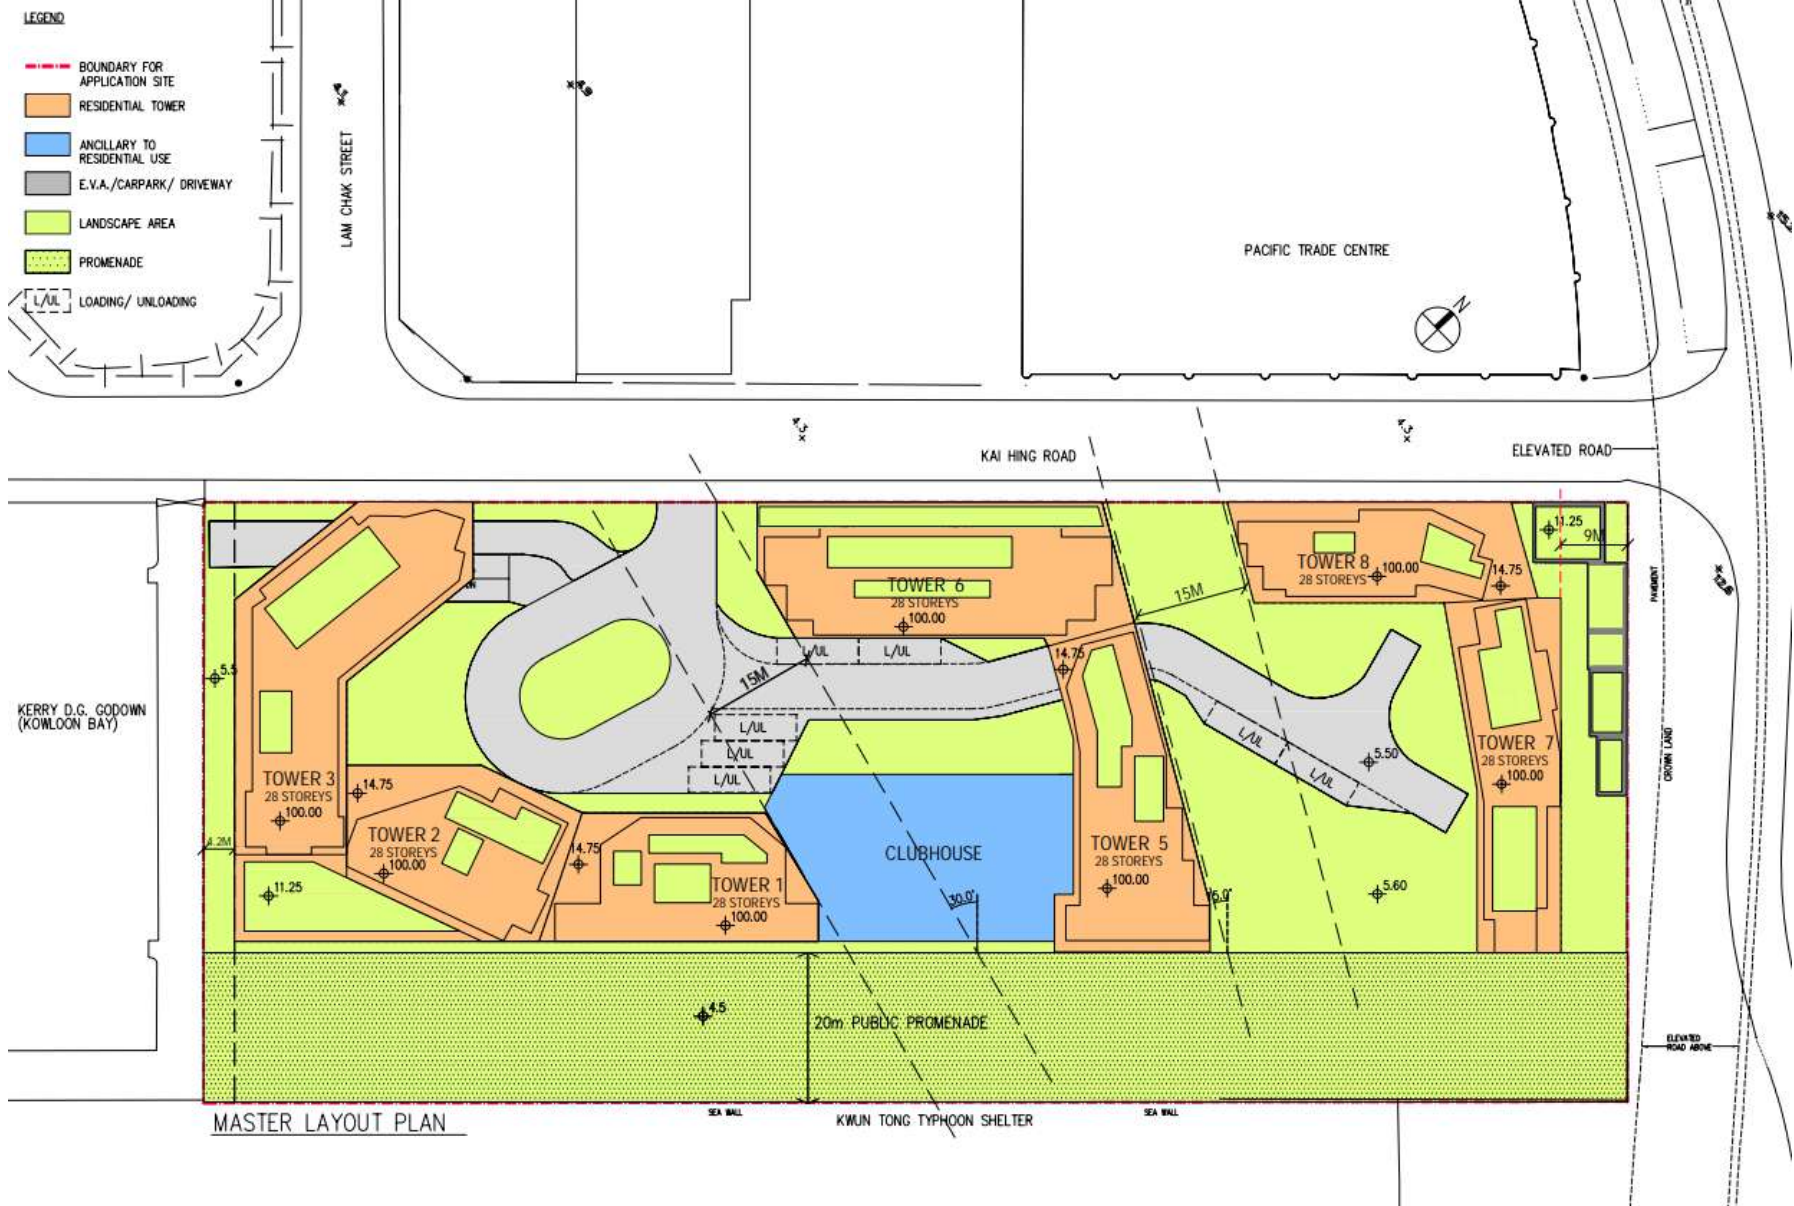 LEGEND
BOUNDARY FOR
APPLICATION SITE
RESIDENTIAL TOWER
ANCILLARY TO
RESIDENTIAL USE
E.V.A./CARPARK/ DRIVEWAY
LANDSCAPE AREA
PROMENADE
L/UL
LOADING/ UNLOADING
LAM CHAK STREET
4.9
PACIFIC TRADE CENTRE
N
4.3
4.3
KAI HING ROAD
ELEVATED ROAD
11.25
9M
PAVEMENT
TOWER 8
28 STOREYS
100.00
14.75
15M
TOWER 6
28 STOREYS
100.00
L/UL
L/UL
14.75
15M
5.5
KERRY D.G. GODOWN
(KOWLOON BAY)
L/UL
L/UL
L/UL
L/UL
L/UL
5.50
TOWER 7
28 STOREYS
100.00
CROWN LAND
TOWER 3
28 STOREYS
100.00
14.75
4.2M
TOWER 2
28 STOREYS
100.00
14.75
11.25
TOWER 1
28 STOREYS
100.00
CLUBHOUSE
30.0°
TOWER 5
28 STOREYS
100.00
5.60
4.5
20m PUBLIC PROMENADE
ELEVATED
ROAD ABOVE
SEA WALL
SEA WALL
KWUN TONG TYPHOON SHELTER
MASTER LAYOUT PLAN